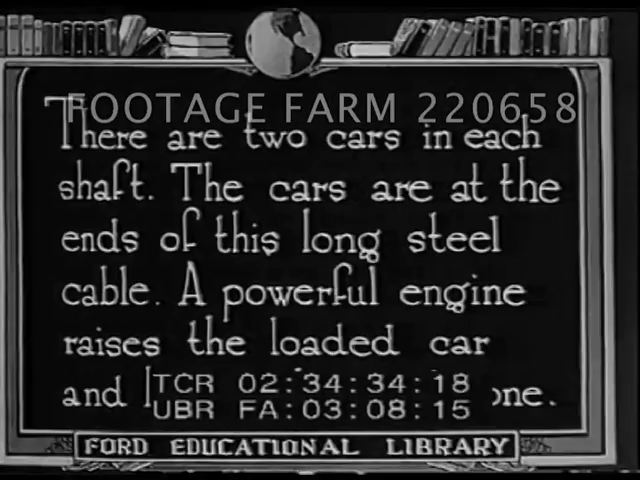 FOOTAGE FARM 220658
There are two cars in each
shaft. The cars are at the
ends of this long steel
cable. A powerful engine
raises the loaded car
and
TCR 02:34:34:18
UBR FA:03:08:15
FORD EDUCATIONAL LIBRARY